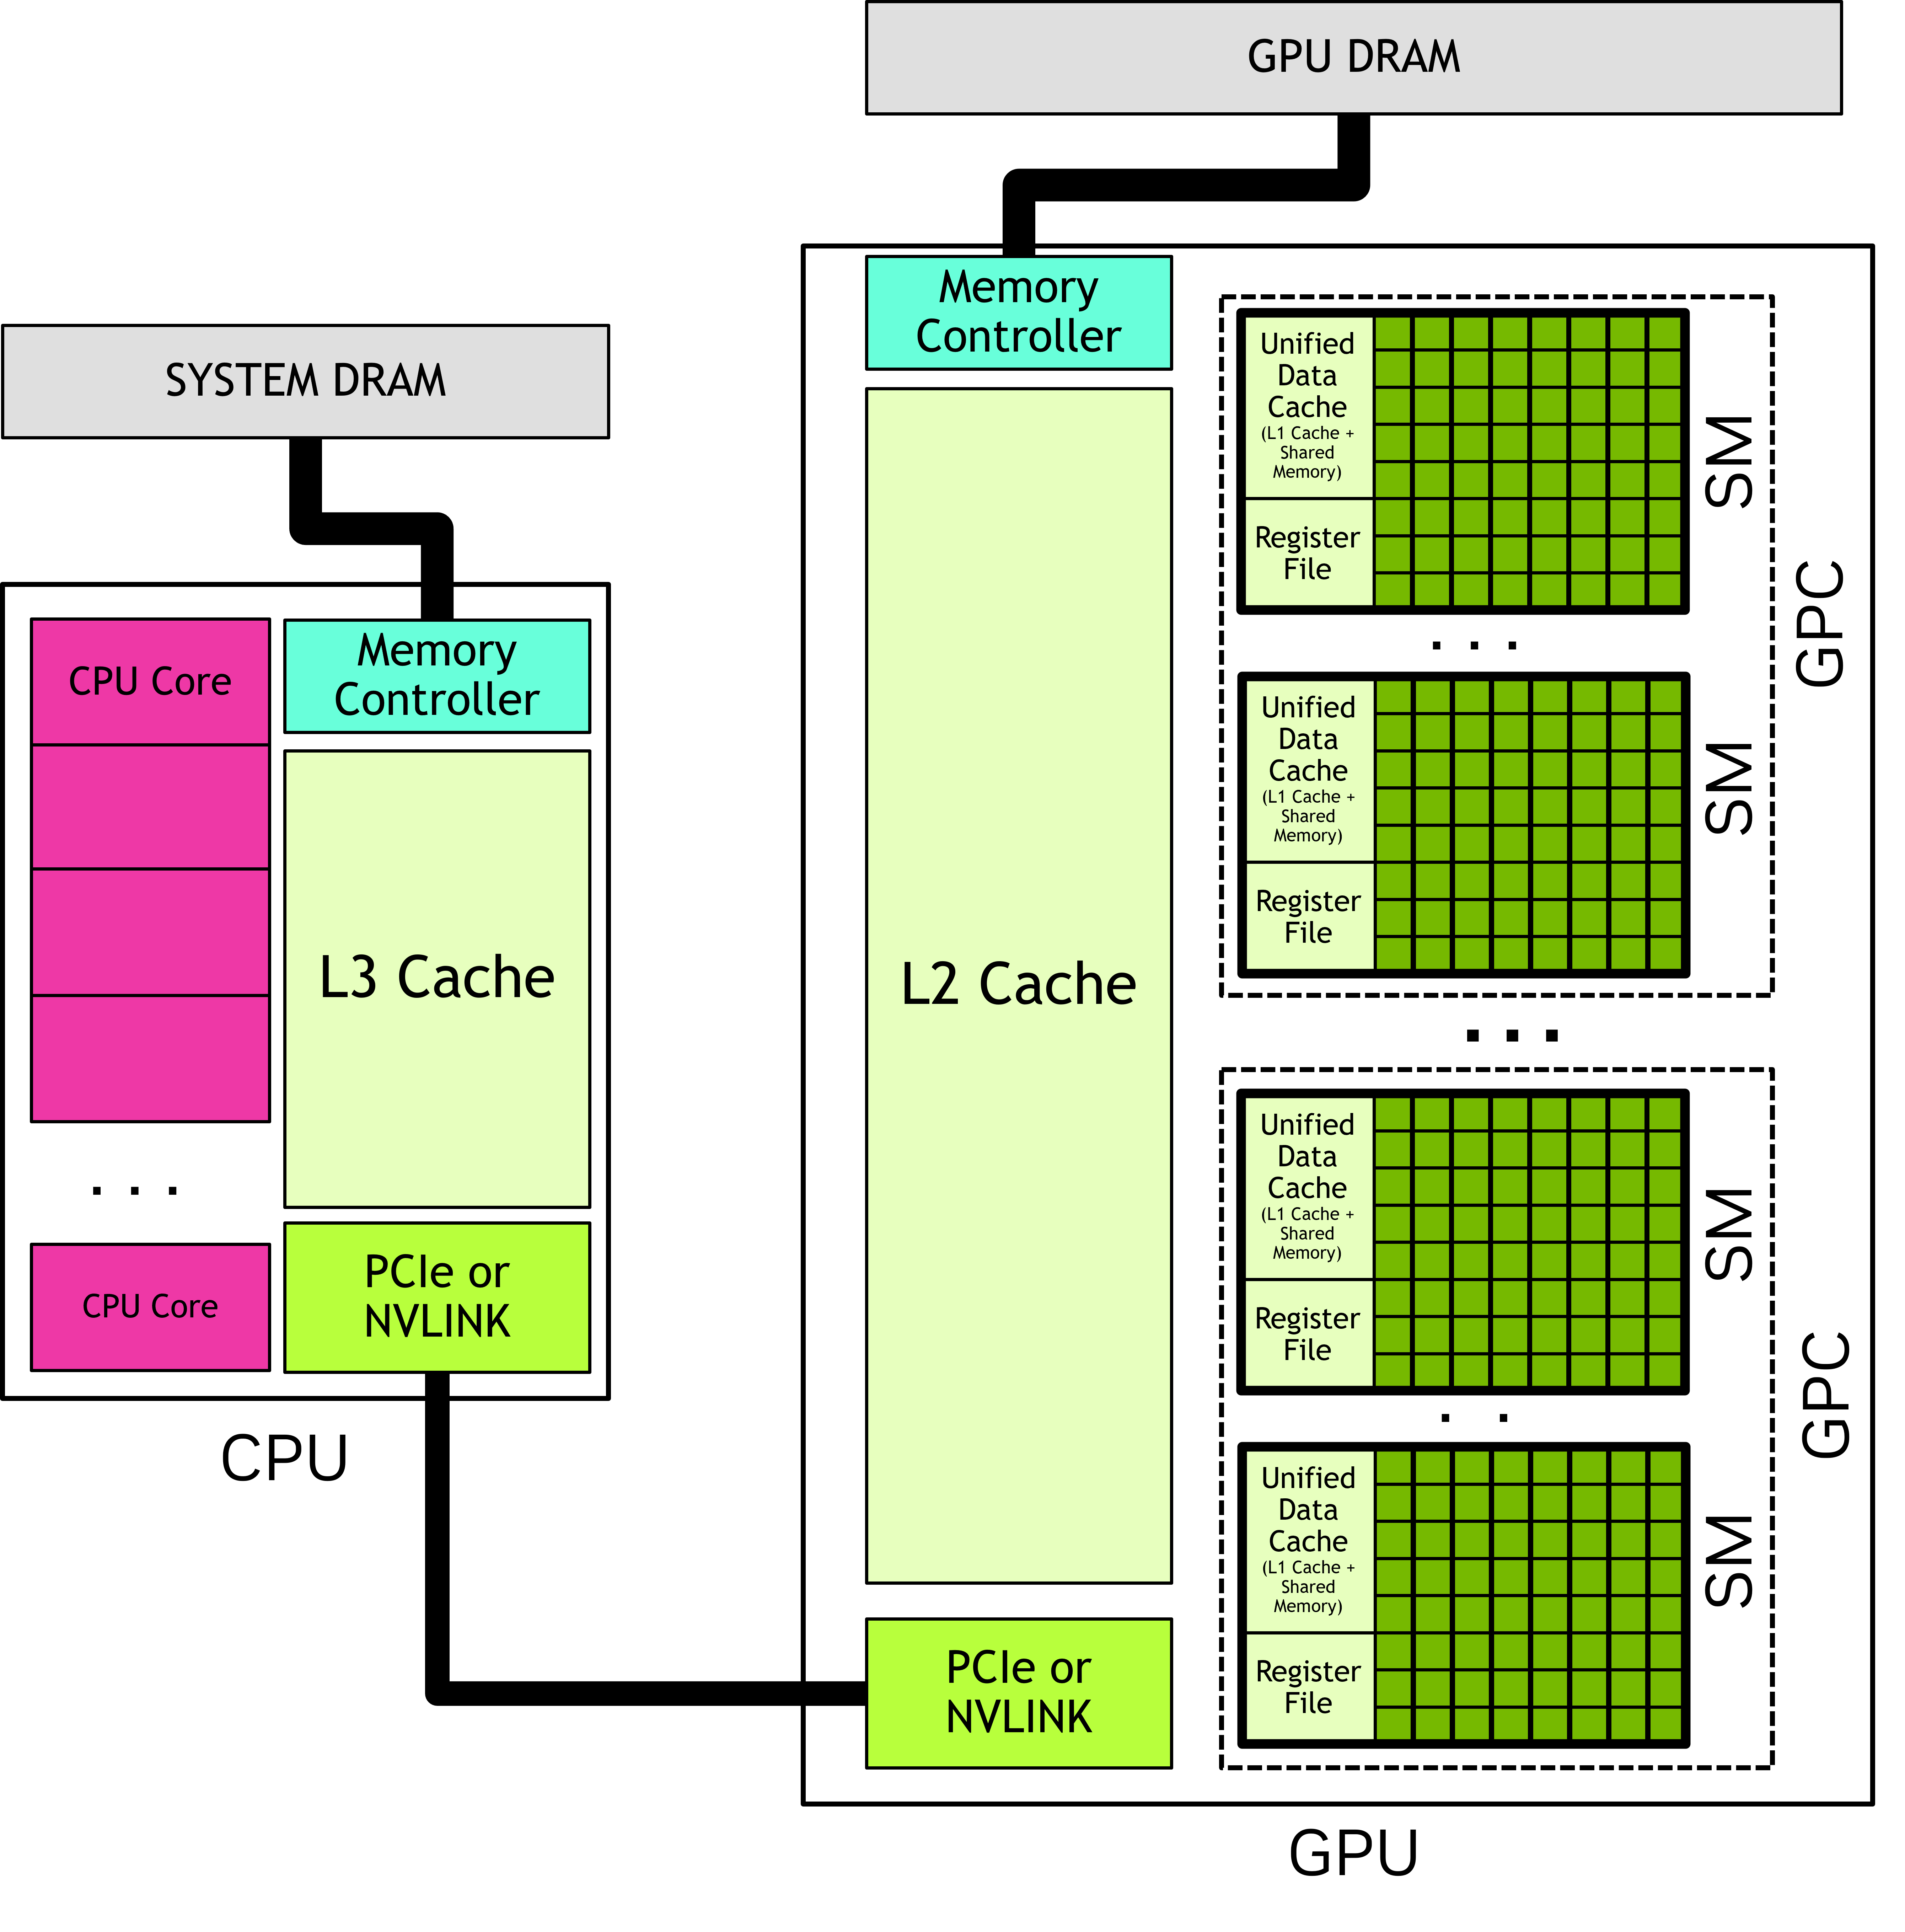 GPU DRAM
SYSTEM DRAM
CPU Core
Memory
Controller
L3 Cache
. . .
CPU Core
PCIe or
NVLINK
CPU
Memory
Controller
L2 Cache
PCIe or
NVLINK
Unified
Data
Cache
(L1 Cache +
Shared
Memory)
Register
File
SM
. . .
Unified
Data
Cache
(L1 Cache +
Shared
Memory)
Register
File
SM
GPC
. . .
Unified
Data
Cache
(L1 Cache +
Shared
Memory)
Register
File
SM
. .
Unified
Data
Cache
(L1 Cache +
Shared
Memory)
Register
File
SM
GPC
GPU